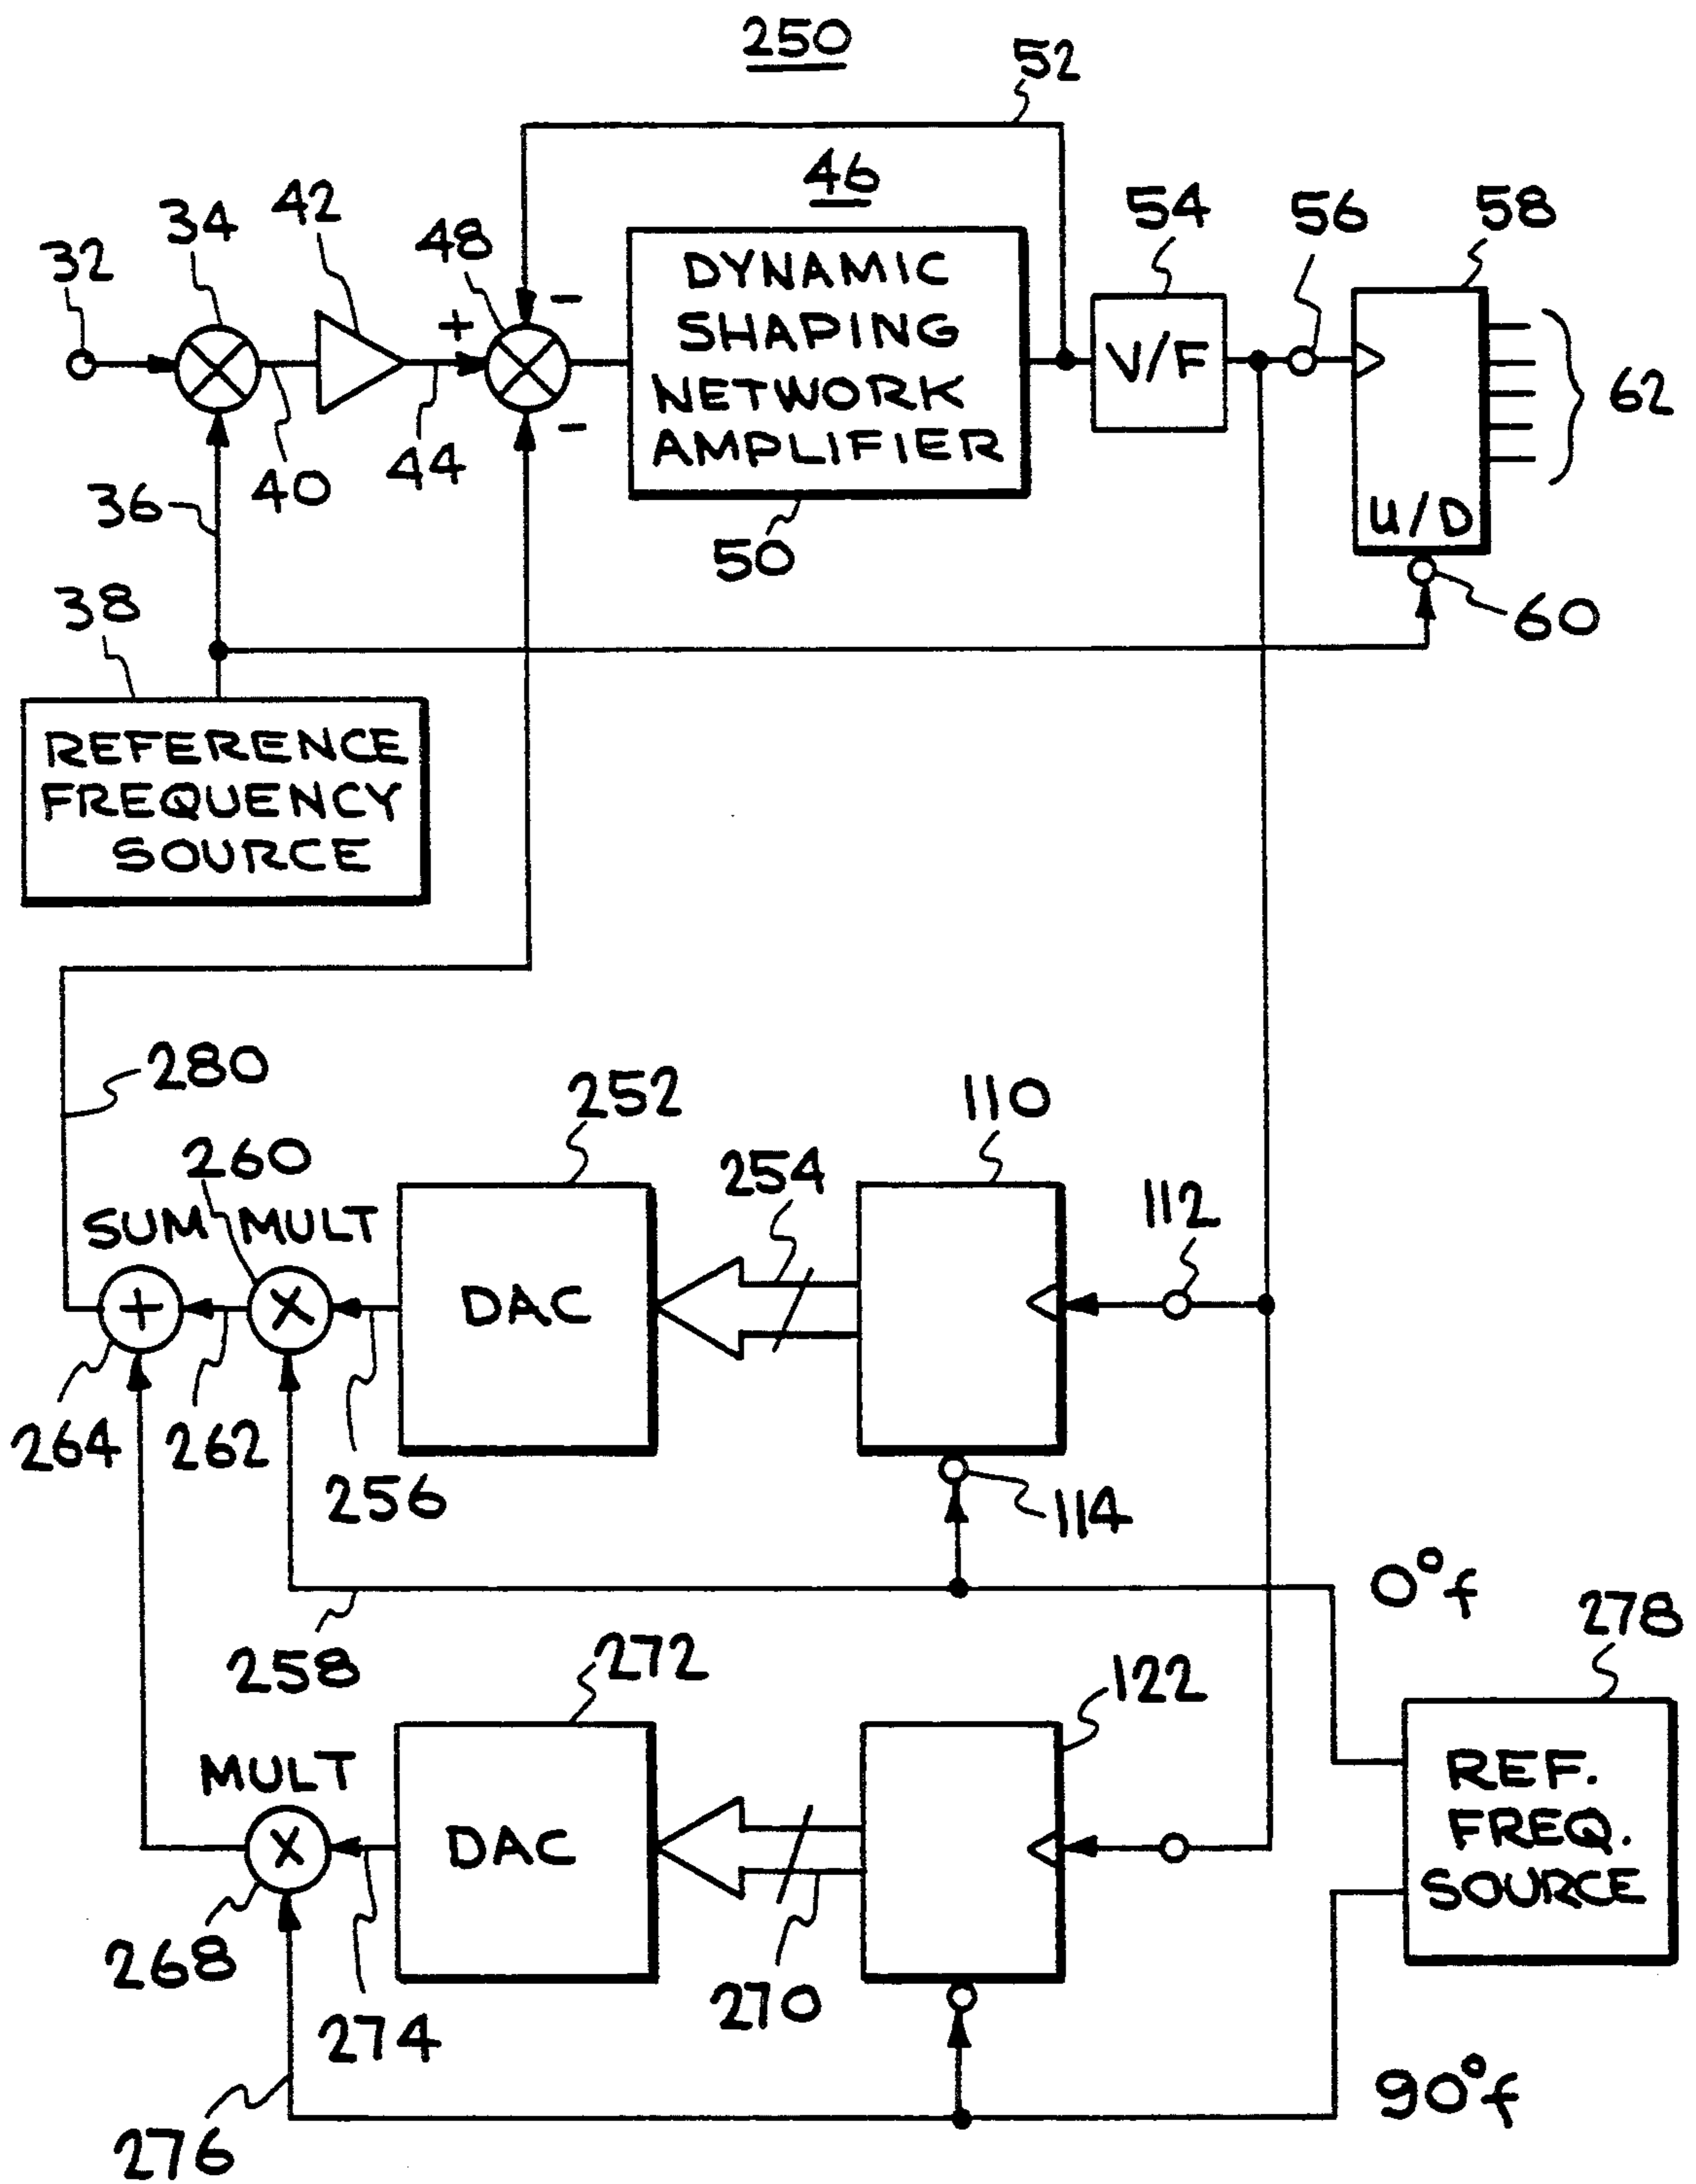 250
52
46
42
34
32
48
54
56
58
DYNAMIC
SHAPING
NETWORK
AMPLIFIER
+
-
-
V/F
62
40
44
36
50
U/D
60
38
REFERENCE
FREQUENCY
SOURCE
280
252
110
260
254
112
SUM MULT
DAC
+
X
264
262
256
114
0°f
258
278
272
122
MULT
REF.
FREQ.
SOURCE
DAC
X
268
274
270
276
90°f